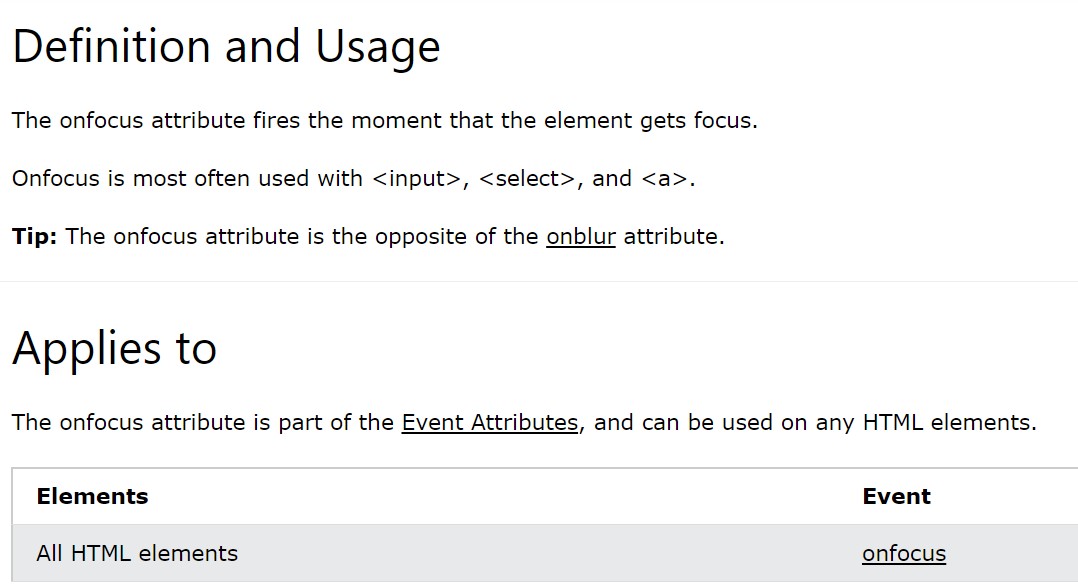 Definition and Usage
The onfocus attribute fires the moment that the element gets focus.
Onfocus is most often used with <input>, <select>, and <a>.
Tip: The onfocus attribute is the opposite of the onblur attribute.
Applies to
The onfocus attribute is part of the Event Attributes, and can be used on any HTML elements.
Elements Event
All HTML elements onfocus